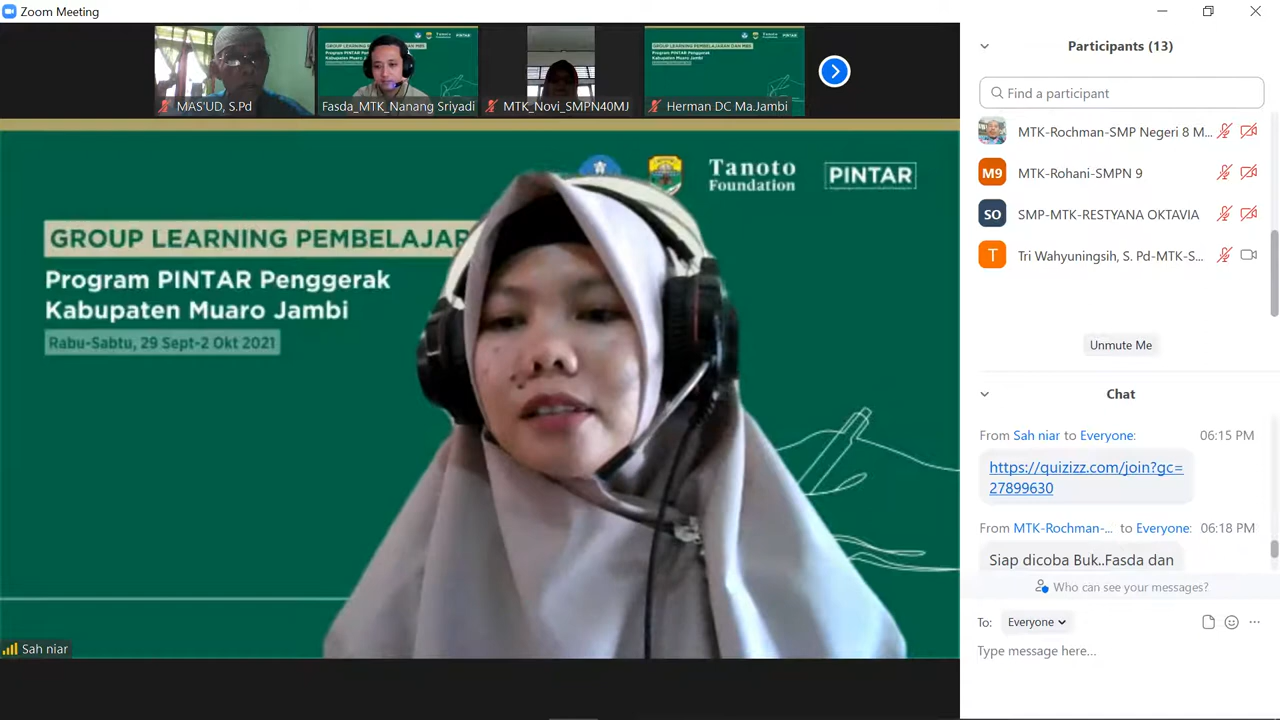 Zoom Meeting
MAS'UD, S.Pd
Fasda_MTK_Nanang Sriyadi
MTK_Novi_SMPN40MJ
Herman DC Ma.Jambi
Tanoto
Foundation
PINTAR
GROUP LEARNING PEMBELAJAR
Program PINTAR Penggerak
Kabupaten Muaro Jambi
Rabu-Sabtu, 29 Sept-2 Okt 2021
Sah niar
articipants (13)
Find a participant
MTK-Rochman-SMP Negeri 8 M...
M9 MTK-Rohani-SMPN 9
SO SMP-MTK-RESTYANA OKTAVIA
T Tri Wahyuningsih, S. Pd-MTK-S...
Unmute Me
Chat
From Sah niar to Everyone: 06:15 PM
https://quizizz.com/join?gc=
27899630
From MTK-Rochman-... to Everyone: 06:18 PM
Siap dicoba Buk..Fasda dan
Who can see your messages?
To: Everyone
Type message here...